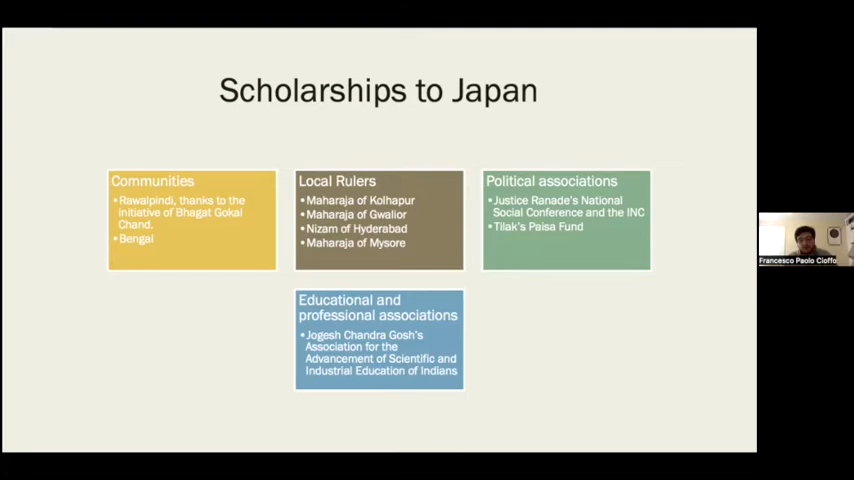 Scholarships to Japan
Communities
•Rawalpindi, thanks to the
initiative of Bhagat Gokal
Chand.
•Bengal
Local Rulers
•Maharaja of Kolhapur
•Maharaja of Gwalior
•Nizam of Hyderabad
•Maharaja of Mysore
Political associations
•Justice Ranade's National
Social Conference and the INC
•Tilak's Paisa Fund
Educational and
professional associations
•Jogesh Chandra Gosh's
Association for the
Advancement of Scientific and
Industrial Education of Indians
Francesco Paolo Cioffo